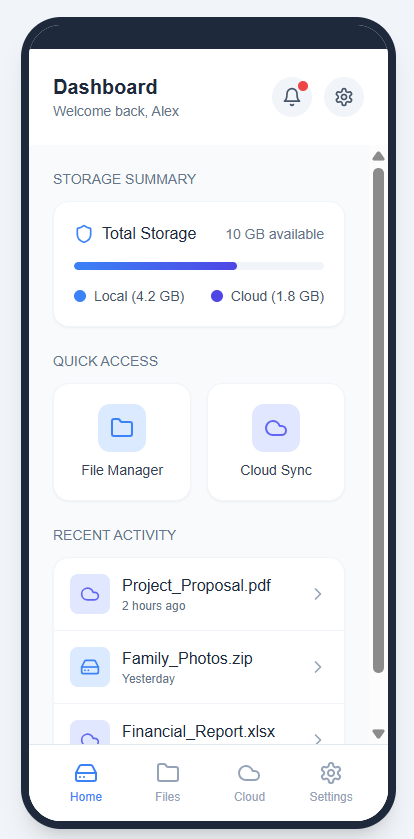 Dashboard
Welcome back, Alex
STORAGE SUMMARY
Total Storage 10 GB available
Local (4.2 GB) Cloud (1.8 GB)
QUICK ACCESS
File Manager Cloud Sync
RECENT ACTIVITY
Project_Proposal.pdf
2 hours ago
Family_Photos.zip
Yesterday
Financial_Report.xlsx
Home Files Cloud Settings